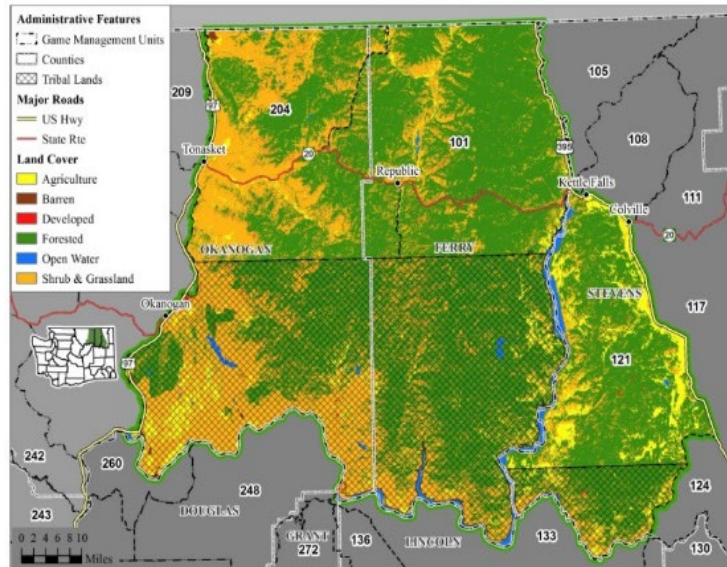 Administrative Features
Game Management Units
Counties
Tribal Lands
Major Roads
US Hwy
State Rte
Land Cover
Agriculture
Barren
Developed
Forested
Open Water
Shrub & Grassland
209
97
204
Tonasket
20
101
Republic
395
105
108
Kettle Falls
111
Colville
20
OKANOGAN
FERRY
STEVENS
Okanogan
117
97
121
242
260
248
124
243
DOUGLAS
GRANT
272
136
LINCOLN
133
130
0 2 4 6 8 10
Miles